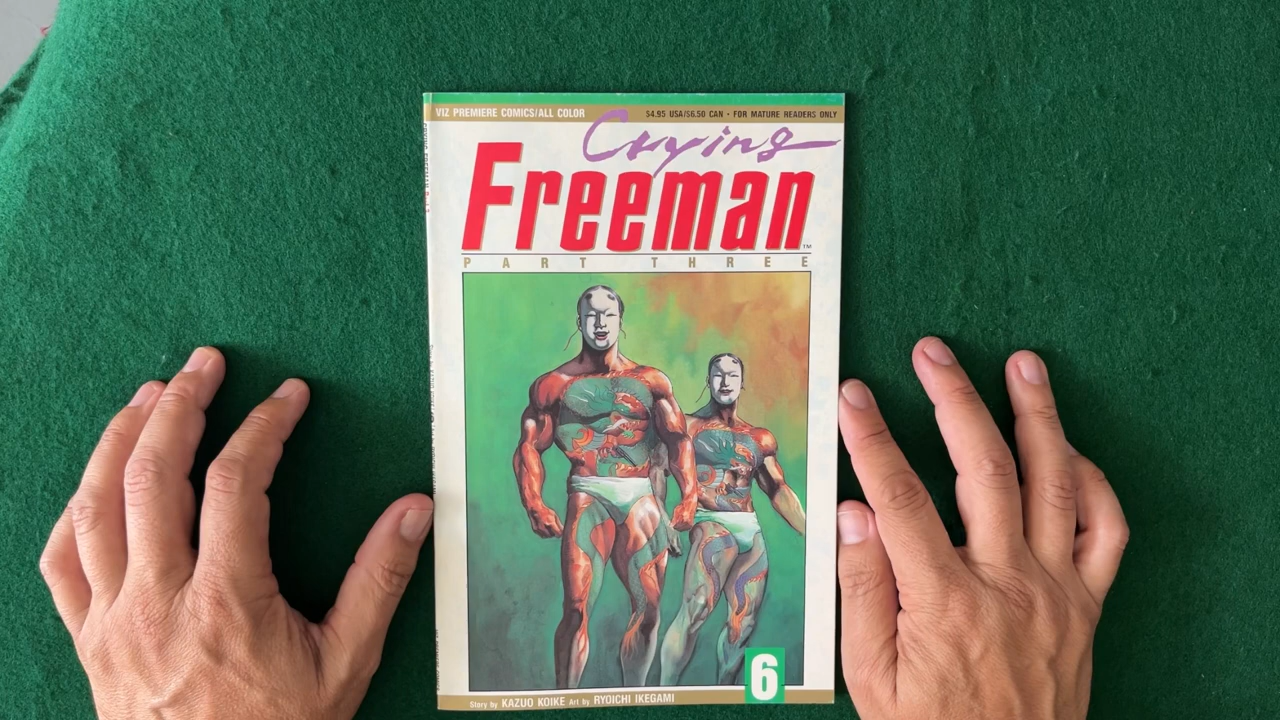 VIZ PREMIERE COMICS/ALL COLOR
$4.95 USA/$6.50 CAN • FOR MATURE READERS ONLY
Crying
Freeman™
PART THREE
6
Story by KAZUO KOIKE Art by RYOICHI IKEGAMI